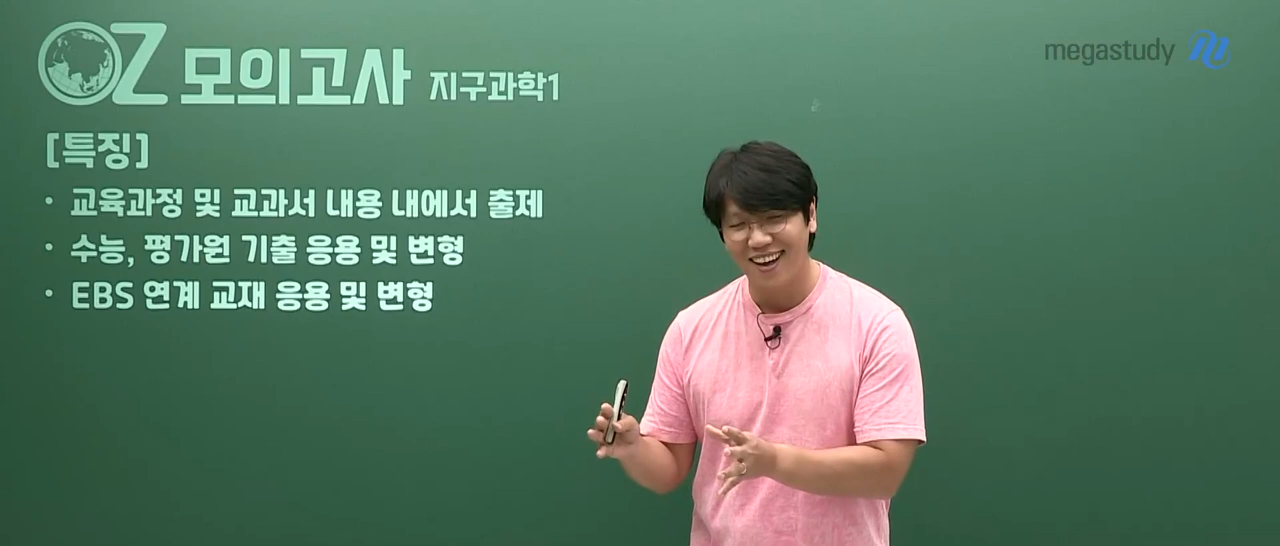 OZ 모의고사 지구과학1
megastudy
[특징]
• 교육과정 및 교과서 내용 내에서 출제
• 수능, 평가원 기출 응용 및 변형
• EBS 연계 교재 응용 및 변형